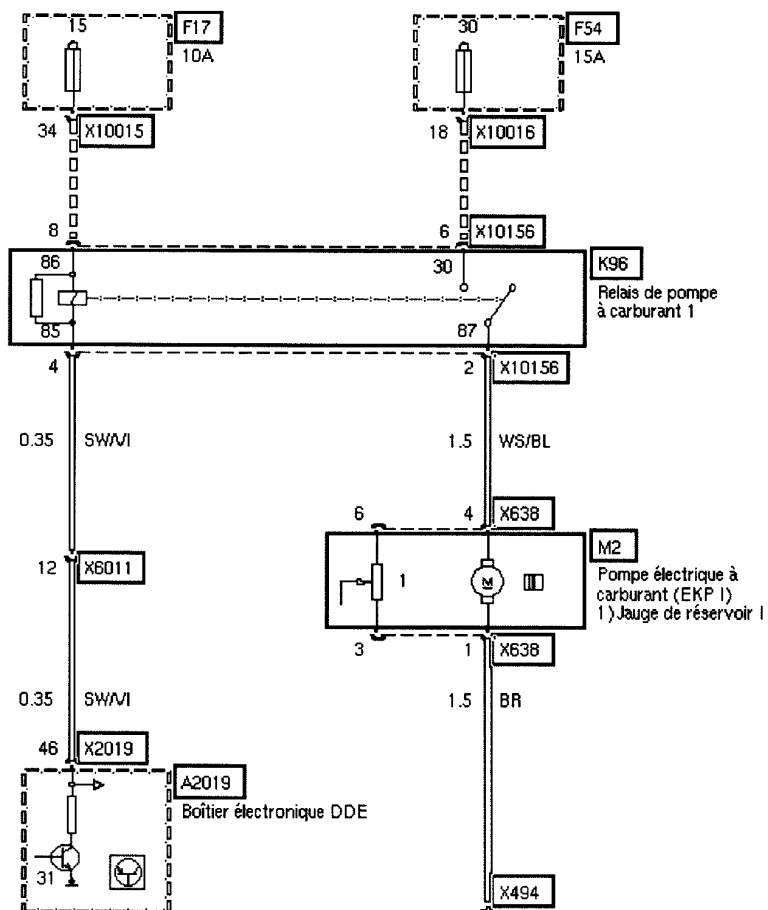 15
F17
10A
30
F54
15A
34 X10015
18 X10016
8
6 X10156
86
30
K96
Relais de pompe
à carburant 1
85
87
4
2 X10156
0.35 SW/VI
1.5 WS/BL
6
4 X638
12 X6011
1
M
M2
Pompe électrique à
carburant (EKP I)
1) Jauge de réservoir I
3
1 X638
0.35 SW/VI
1.5 BR
46 X2019
A2019
Boîtier électronique DDE
31
X494